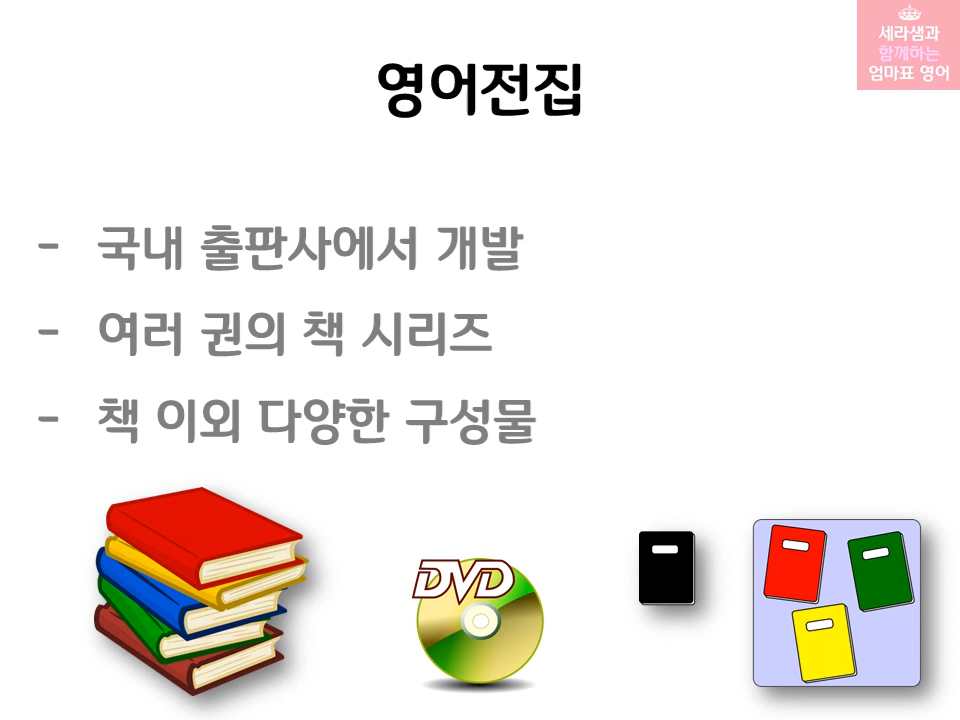 세라샘과
함께하는
엄마표 영어
영어전집
- 국내 출판사에서 개발
- 여러 권의 책 시리즈
- 책 이외 다양한 구성물
DVD